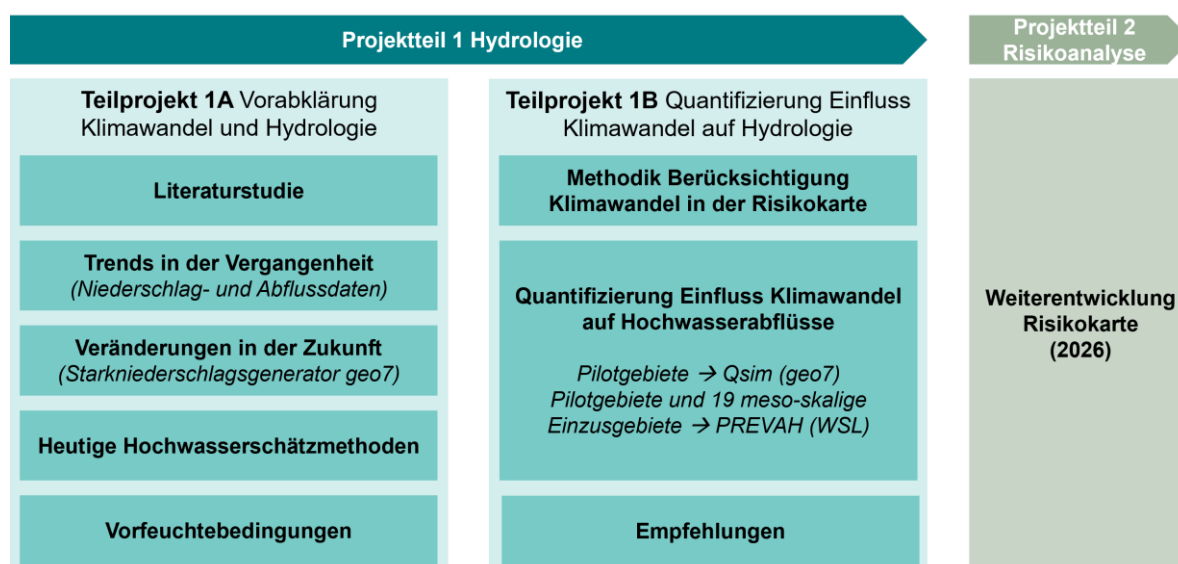 Projektteil 1 Hydrologie
Projektteil 2
Risikoanalyse
Teilprojekt 1A Vorabklärung
Klimawandel und Hydrologie
Literaturstudie
Trends in der Vergangenheit
(Niederschlag- und Abflussdaten)
Veränderungen in der Zukunft
(Starkniederschlagsgenerator geo7)
Heutige Hochwasserschätzmethoden
Vorfeuchtebedingungen
Teilprojekt 1B Quantifizierung Einfluss
Klimawandel auf Hydrologie
Methodik Berücksichtigung
Klimawandel in der Risikokarte
Quantifizierung Einfluss Klimawandel
auf Hochwasserabflüsse
Pilotgebiete → Qsim (geo7)
Pilotgebiete und 19 meso-skalige
Einzusgebiete → PREVAH (WSL)
Empfehlungen
Weiterentwicklung
Risikokarte
(2026)